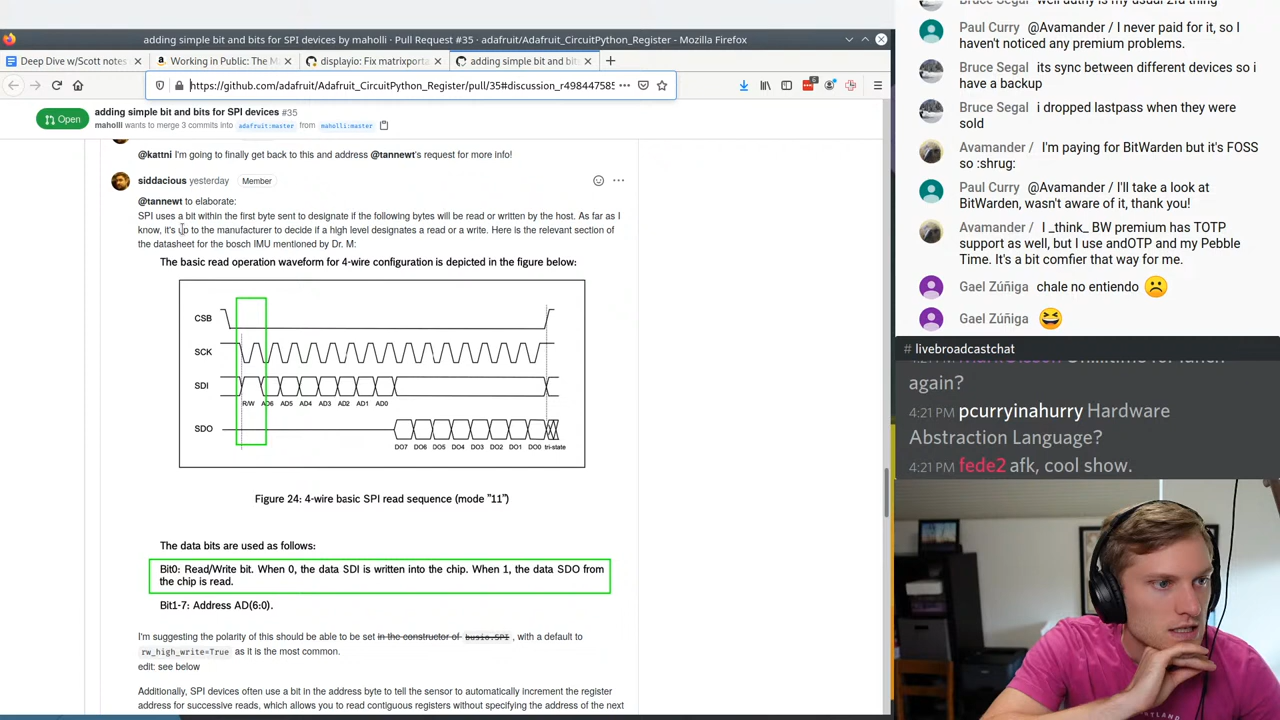 adding simple bit and bits for SPI devices by maholli · Pull Request #35 · adafruit/Adafruit_CircuitPython_Register - Mozilla Firefox
Deep Dive w/Scott notes
Working in Public: The M
displayio: Fix matrixporta
adding simple bit and bits
https://github.com/adafruit/Adafruit_CircuitPython_Register/pull/35#discussion_r498447585
Open
adding simple bit and bits for SPI devices #35
maholli wants to merge 3 commits into adafruit:master from maholli:master
@kattni I'm going to finally get back to this and address @tannewt's request for more info!
siddacious yesterday Member
@tannewt to elaborate:
SPI uses a bit within the first byte sent to designate if the following bytes will be read or written by the host. As far as I
know, it's up to the manufacturer to decide if a high level designates a read or a write. Here is the relevant section of
the datasheet for the bosch IMU mentioned by Dr. M:
The basic read operation waveform for 4-wire configuration is depicted in the figure below:
CSB
SCK
SDI
R/W AD6 AD5 AD4 AD3 AD2 AD1 AD0
SDO
DO7 DO6 DO5 DO4 DO3 DO2 DO1 DO0 tri-state
Figure 24: 4-wire basic SPI read sequence (mode "11")
The data bits are used as follows:
Bit0: Read/Write bit. When 0, the data SDI is written into the chip. When 1, the data SDO from
the chip is read.
Bit1-7: Address AD(6:0).
I'm suggesting the polarity of this should be able to be set in the constructor of busio.SPI , with a default to
rw_high_write=True as it is the most common.
edit: see below
Additionally, SPI devices often use a bit in the address byte to tell the sensor to automatically increment the register
address for successive reads, which allows you to read contiguous registers without specifying the address of the next
Paul Curry @Avamander / I never paid for it, so I
haven't noticed any premium problems.
Bruce Segal its sync between different devices so i
have a backup
Bruce Segal i dropped lastpass when they were
sold
Avamander / I'm paying for BitWarden but it's FOSS
so :shrug:
Paul Curry @Avamander / I'll take a look at
BitWarden, wasn't aware of it, thank you!
Avamander / I _think_ BW premium has TOTP
support as well, but I use andOTP and my Pebble
Time. It's a bit comfier that way for me.
Gael Zúñiga chale no entiendo ☹️
Gael Zúñiga 😆
# livebroadcastchat
again?
4:21 PM pcurryinahurry Hardware
Abstraction Language?
4:21 PM fede2 afk, cool show.